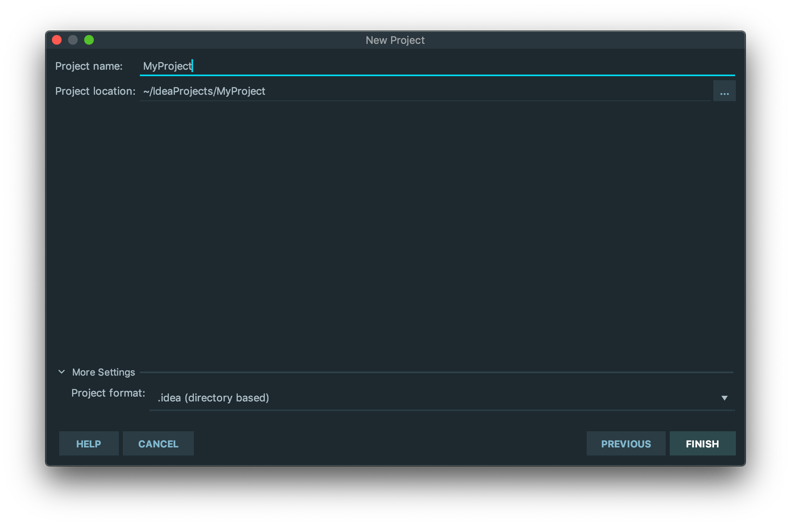 New Project
Project name: MyProject
Project location: ~/IdeaProjects/MyProject ...
More Settings
Project format: .idea (directory based)
HELP CANCEL PREVIOUS FINISH